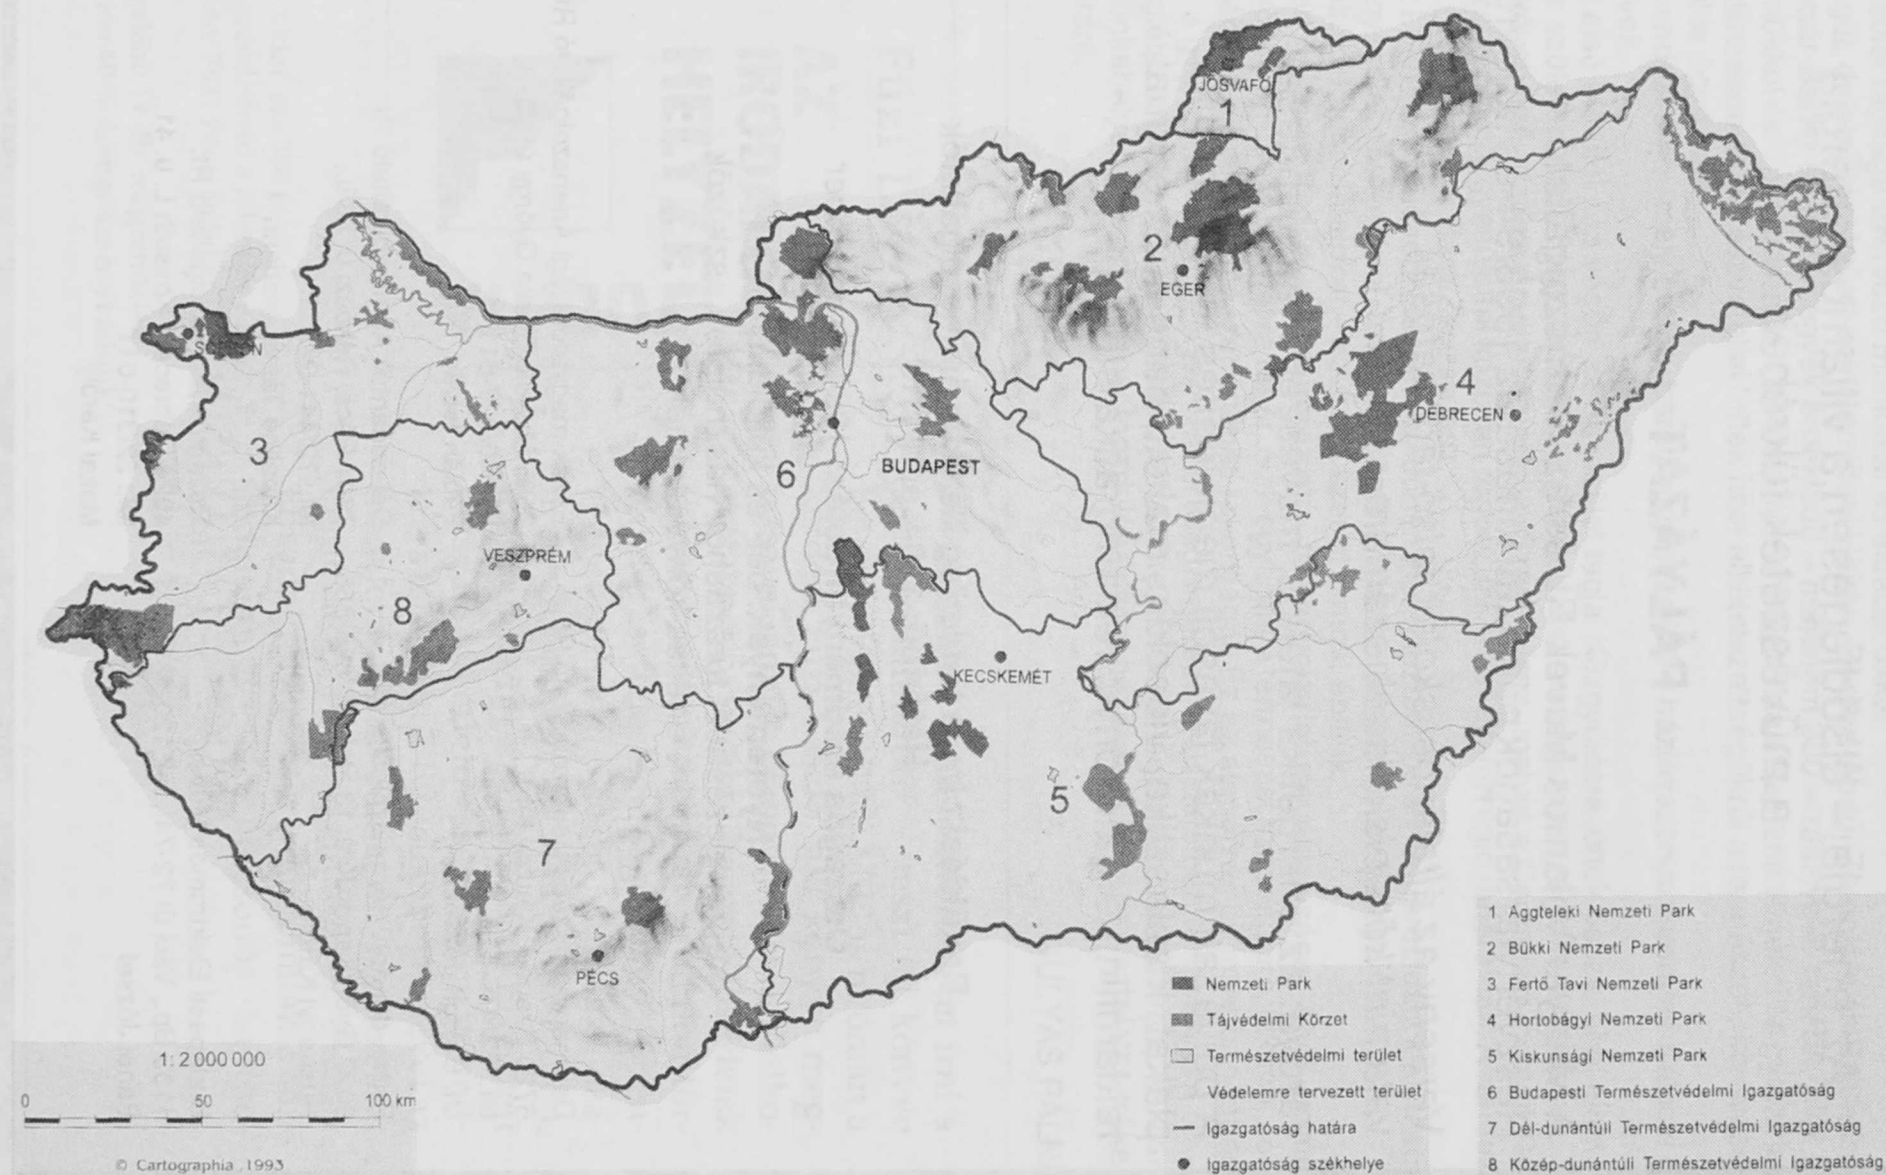 JÓSVAFŐ
1
2
EGER
SOPRON
3
4
DEBRECEN
6
BUDAPEST
VESZPRÉM
8
KECSKEMÉT
5
7
PÉCS
1:2 000 000
0 50 100 km
© Cartographia, 1993
Nemzeti Park
Tájvédelmi Körzet
Természetvédelmi terület
Védelemre tervezett terület
Igazgatóság határa
Igazgatóság székhelye
1 Aggteleki Nemzeti Park
2 Bükki Nemzeti Park
3 Fertő Tavi Nemzeti Park
4 Hortobágyi Nemzeti Park
5 Kiskunsági Nemzeti Park
6 Budapesti Természetvédelmi Igazgatóság
7 Dél-dunántúli Természetvédelmi Igazgatóság
8 Közép-dunántúli Természetvédelmi Igazgatóság